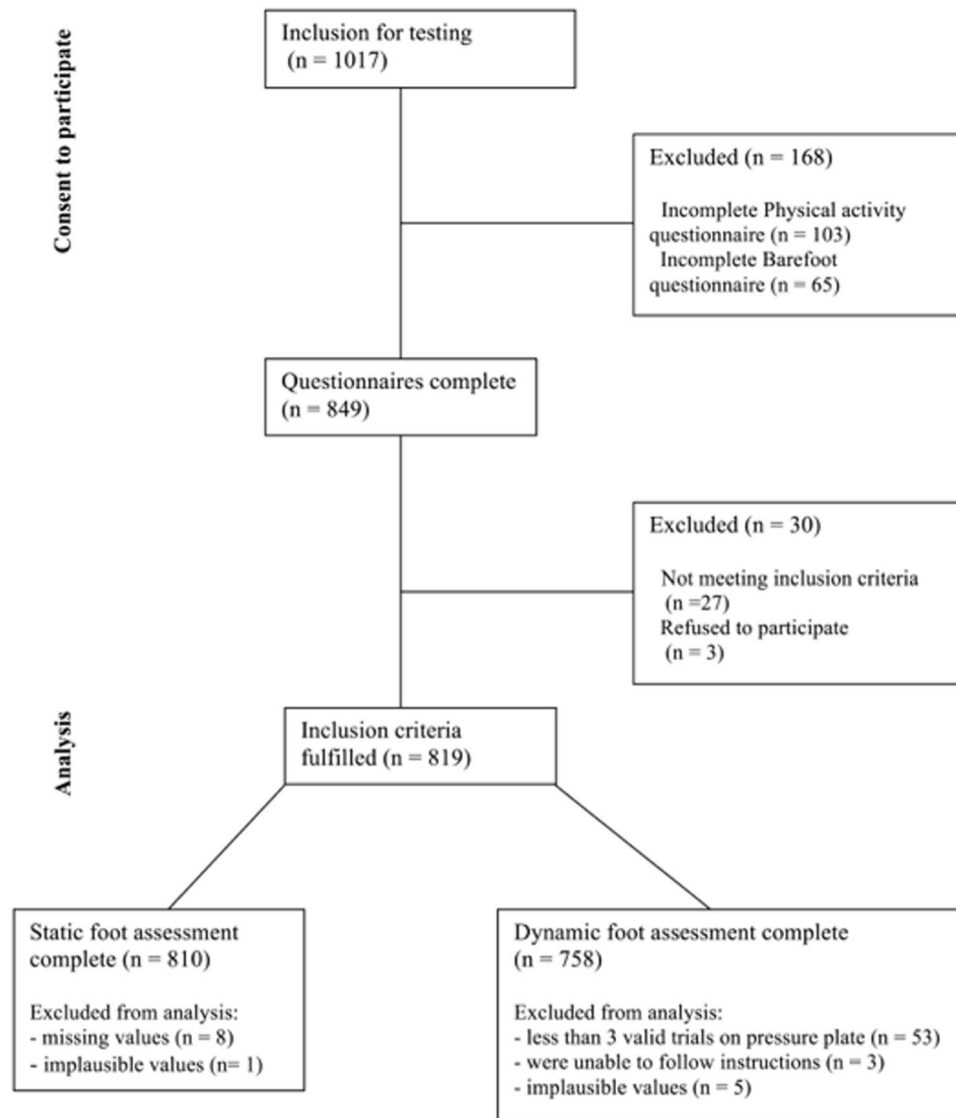 Consent to participate
Inclusion for testing
(n = 1017)
Excluded (n = 168)
Incomplete Physical activity
questionnaire (n = 103)
Incomplete Barefoot
questionnaire (n = 65)
Questionnaires complete
(n = 849)
Excluded (n = 30)
Not meeting inclusion criteria
(n =27)
Refused to participate
(n = 3)
Analysis
Inclusion criteria
fulfilled (n = 819)
Static foot assessment
complete (n = 810)
Excluded from analysis:
- missing values (n = 8)
- implausible values (n= 1)
Dynamic foot assessment complete
(n = 758)
Excluded from analysis:
- less than 3 valid trials on pressure plate (n = 53)
- were unable to follow instructions (n = 3)
- implausible values (n = 5)